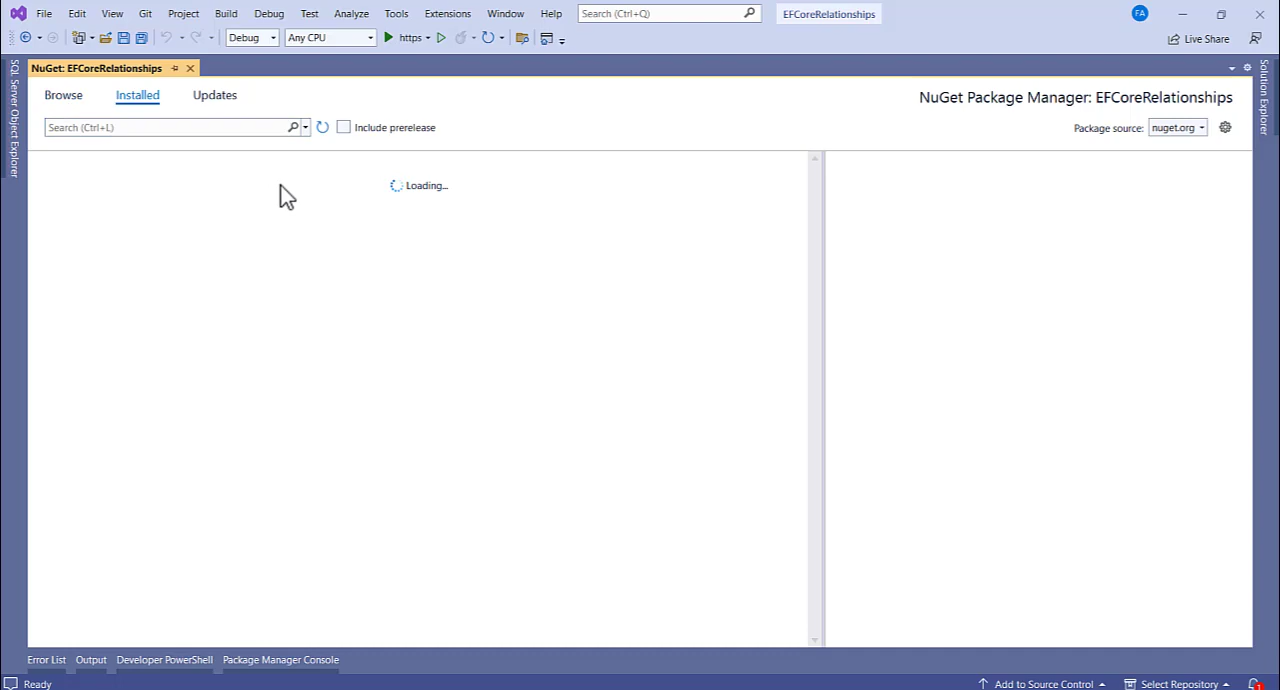 File Edit View Git Project Build Debug Test Analyze Tools Extensions Window Help Search (Ctrl+Q) EFCoreRelationships FA
Debug Any CPU https Live Share
SQL Server Object Explorer
NuGet: EFCoreRelationships
Solution Explorer
Browse Installed Updates
NuGet Package Manager: EFCoreRelationships
Search (Ctrl+L) Include prerelease
Package source: nuget.org
Loading...
Error List Output Developer PowerShell Package Manager Console
Ready Add to Source Control Select Repository 1